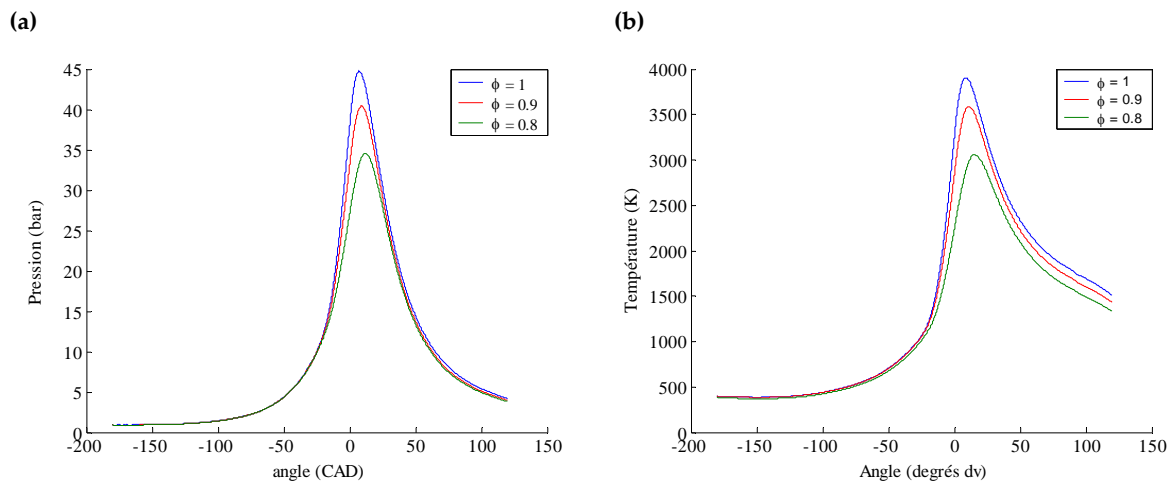 (a)
(b)
45
40
35
30
25
20
15
10
5
0
Pression (bar)
-200
-150
-100
-50
0
50
100
150
angle (CAD)
ϕ = 1
ϕ = 0.9
ϕ = 0.8
4000
3500
3000
2500
2000
1500
1000
500
0
Température (K)
-200
-150
-100
-50
0
50
100
150
Angle (degrés dv)
ϕ = 1
ϕ = 0.9
ϕ = 0.8